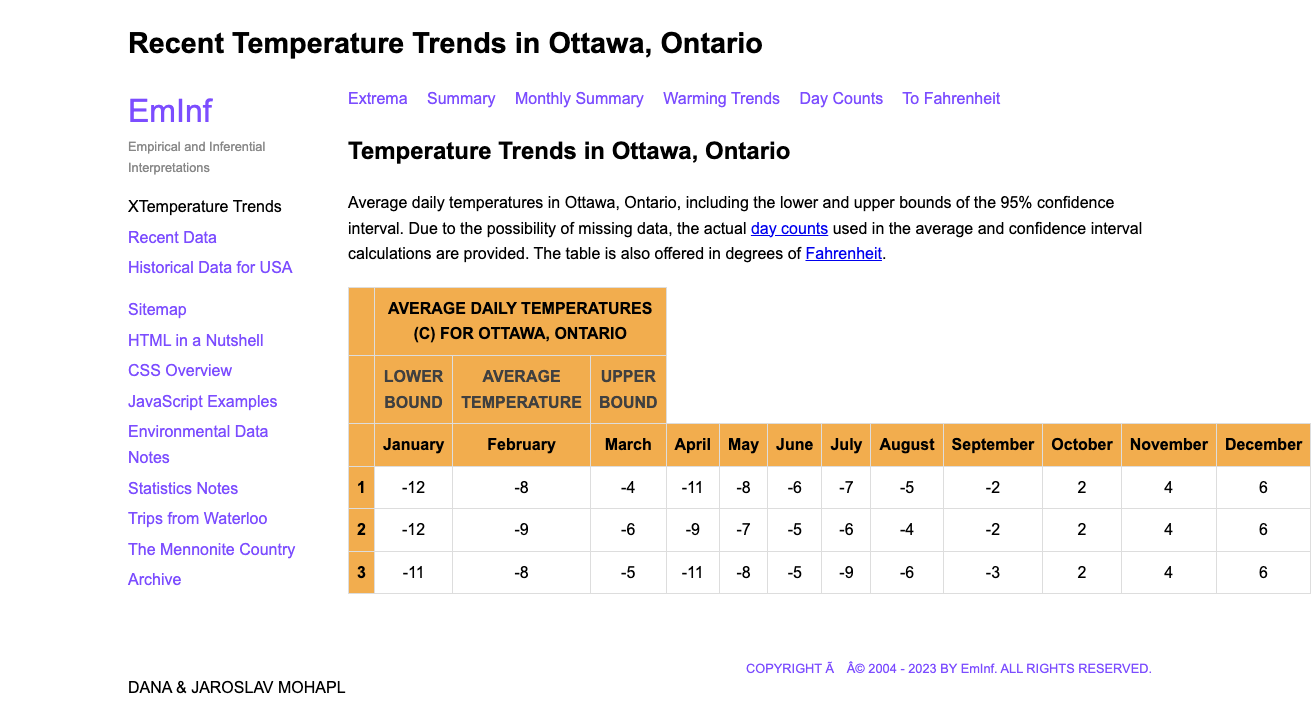 Recent Temperature Trends in Ottawa, Ontario
EmInf
Empirical and Inferential
Interpretations
XTemperature Trends
Recent Data
Historical Data for USA
Sitemap
HTML in a Nutshell
CSS Overview
JavaScript Examples
Environmental Data
Notes
Statistics Notes
Trips from Waterloo
The Mennonite Country
Archive
Extrema Summary Monthly Summary Warming Trends Day Counts To Fahrenheit
Temperature Trends in Ottawa, Ontario
Average daily temperatures in Ottawa, Ontario, including the lower and upper bounds of the 95% confidence
interval. Due to the possibility of missing data, the actual day counts used in the average and confidence interval
calculations are provided. The table is also offered in degrees of Fahrenheit.
AVERAGE DAILY TEMPERATURES
(C) FOR OTTAWA, ONTARIO
LOWER BOUND AVERAGE TEMPERATURE UPPER BOUND
January February March April May June July August September October November December
1 -12 -8 -4 -11 -8 -6 -7 -5 -2 2 4 6
2 -12 -9 -6 -9 -7 -5 -6 -4 -2 2 4 6
3 -11 -8 -5 -11 -8 -5 -9 -6 -3 2 4 6
COPYRIGHT Ã Â© 2004 - 2023 BY EmInf. ALL RIGHTS RESERVED.
DANA & JAROSLAV MOHAPL